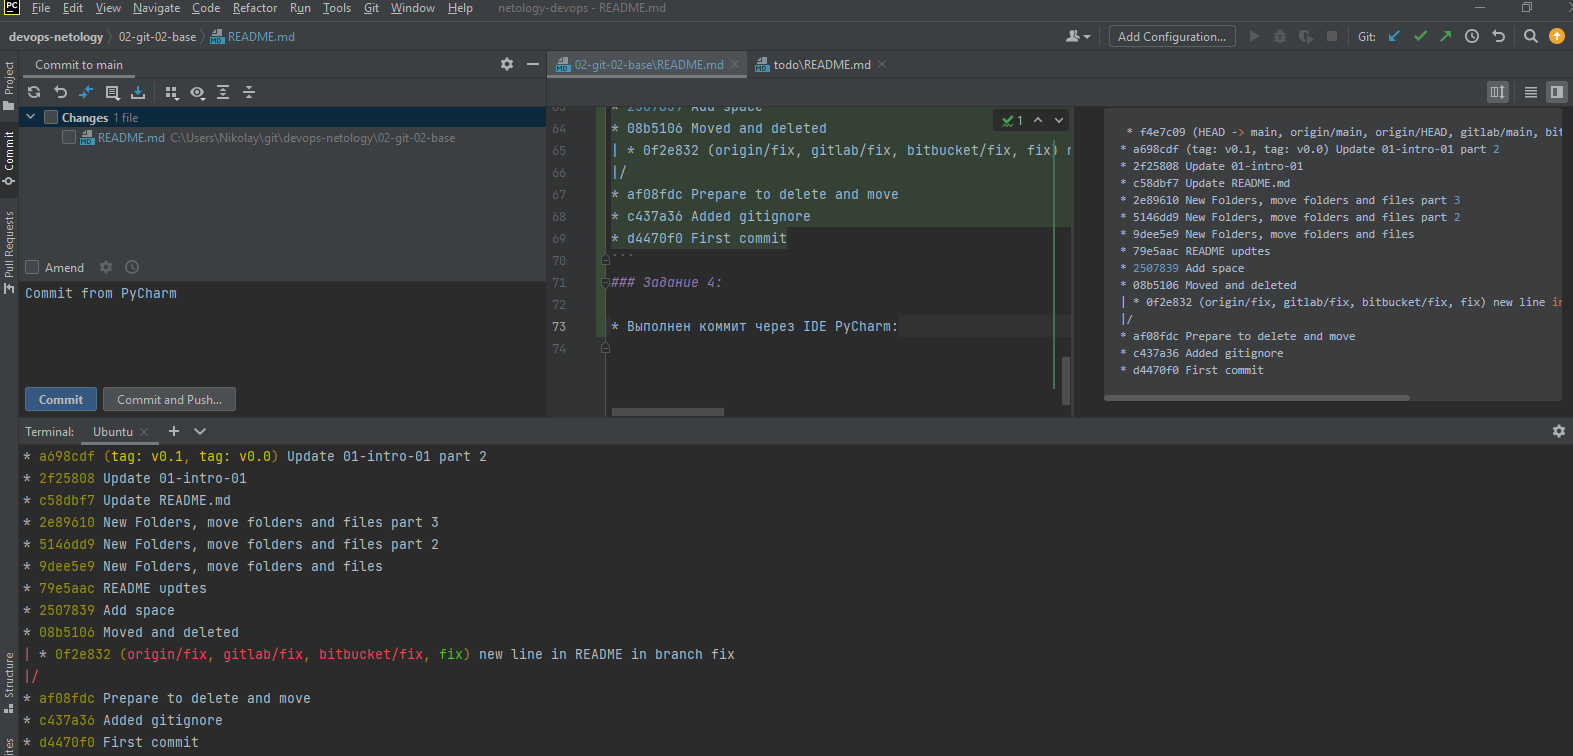 PC File Edit View Navigate Code Refactor Run Tools Git Window Help netology-devops - README.md
devops-netology 02-git-02-base README.md Add Configuration... Git:
Project
Commit
Pull Requests
Structure
Commit to main
Changes 1 file
README.md C:\Users\Nikolay\git\devops-netology\02-git-02-base
Amend
Commit from PyCharm
Commit Commit and Push...
02-git-02-base\README.md todo\README.md
* 2507839 Add space
64 * 08b5106 Moved and deleted
65 | * 0f2e832 (origin/fix, gitlab/fix, bitbucket/fix, fix)
66 |/
67 * af08fdc Prepare to delete and move
68 * c437a36 Added gitignore
69 * d4470f0 First commit
70 ```
71 ### Задание 4:
72
73 * Выполнен коммит через IDE PyCharm:
74
1
* f4e7c09 (HEAD -> main, origin/main, origin/HEAD, gitlab/main, bit
* a698cdf (tag: v0.1, tag: v0.0) Update 01-intro-01 part 2
* 2f25808 Update 01-intro-01
* c58dbf7 Update README.md
* 2e89610 New Folders, move folders and files part 3
* 5146dd9 New Folders, move folders and files part 2
* 9dee5e9 New Folders, move folders and files
* 79e5aac README updtes
* 2507839 Add space
* 08b5106 Moved and deleted
| * 0f2e832 (origin/fix, gitlab/fix, bitbucket/fix, fix) new line in
|/
* af08fdc Prepare to delete and move
* c437a36 Added gitignore
* d4470f0 First commit
Terminal: Ubuntu
* a698cdf (tag: v0.1, tag: v0.0) Update 01-intro-01 part 2
* 2f25808 Update 01-intro-01
* c58dbf7 Update README.md
* 2e89610 New Folders, move folders and files part 3
* 5146dd9 New Folders, move folders and files part 2
* 9dee5e9 New Folders, move folders and files
* 79e5aac README updtes
* 2507839 Add space
* 08b5106 Moved and deleted
| * 0f2e832 (origin/fix, gitlab/fix, bitbucket/fix, fix) new line in README in branch fix
|/
* af08fdc Prepare to delete and move
* c437a36 Added gitignore
* d4470f0 First commit